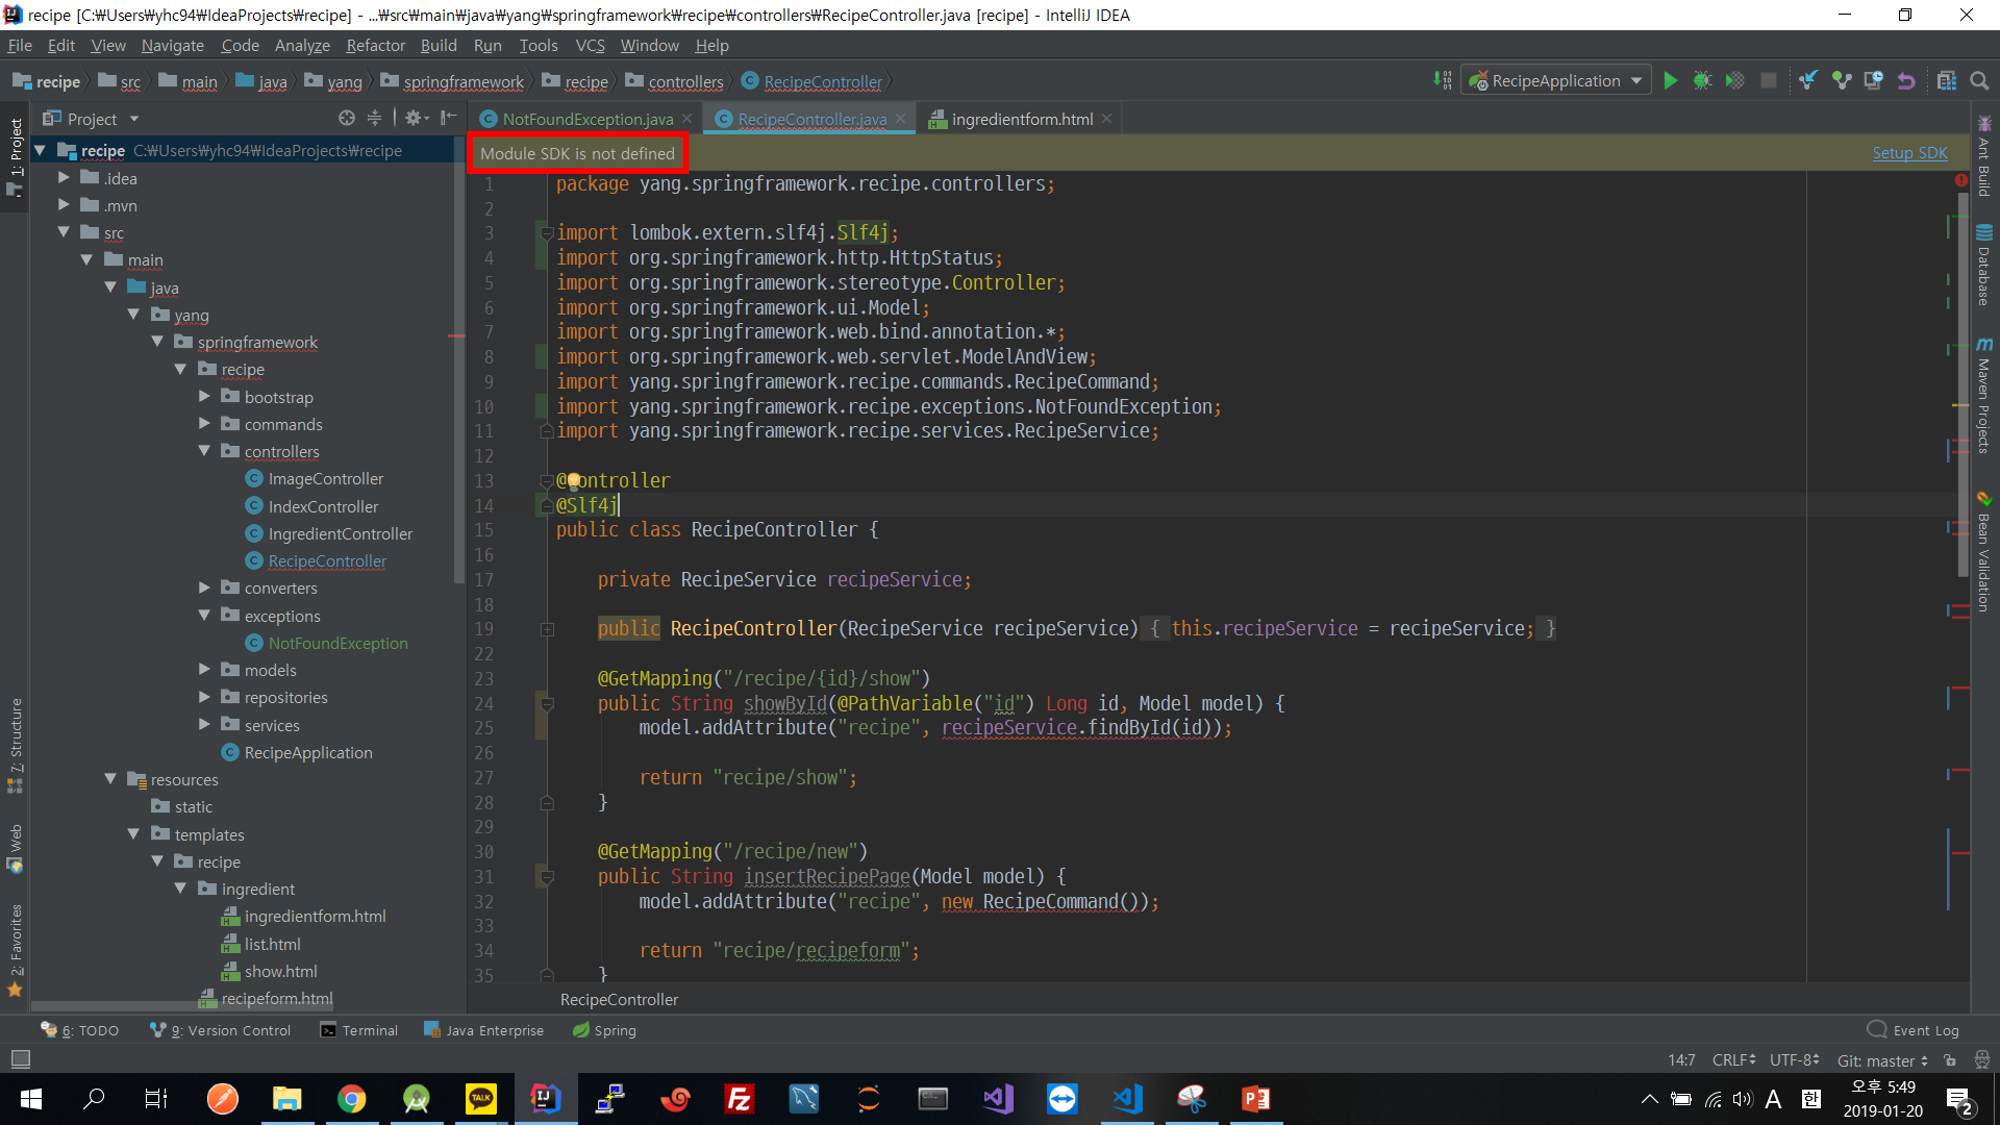 recipe [C:₩Users₩yhc94₩IdeaProjects₩recipe] - ...₩src₩main₩java₩yang₩springframework₩recipe₩controllers₩RecipeController.java [recipe] - IntelliJ IDEA
File Edit View Navigate Code Analyze Refactor Build Run Tools VCS Window Help
recipe src main java yang springframework recipe controllers RecipeController
RecipeApplication
Project
NotFoundException.java RecipeController.java ingredientform.html
Module SDK is not defined
Setup SDK
1: Project
7: Structure
Web
2: Favorites
recipe C:₩Users₩yhc94₩IdeaProjects₩recipe
.idea
.mvn
src
main
java
yang
springframework
recipe
bootstrap
commands
controllers
ImageController
IndexController
IngredientController
RecipeController
converters
exceptions
NotFoundException
models
repositories
services
RecipeApplication
resources
static
templates
recipe
ingredient
ingredientform.html
list.html
show.html
recipeform.html
1 package yang.springframework.recipe.controllers;
2
3 import lombok.extern.slf4j.Slf4j;
4 import org.springframework.http.HttpStatus;
5 import org.springframework.stereotype.Controller;
6 import org.springframework.ui.Model;
7 import org.springframework.web.bind.annotation.*;
8 import org.springframework.web.servlet.ModelAndView;
9 import yang.springframework.recipe.commands.RecipeCommand;
10 import yang.springframework.recipe.exceptions.NotFoundException;
11 import yang.springframework.recipe.services.RecipeService;
12
13 @Controller
14 @Slf4j
15 public class RecipeController {
16
17 private RecipeService recipeService;
18
19 public RecipeController(RecipeService recipeService) { this.recipeService = recipeService; }
22
23 @GetMapping("/recipe/{id}/show")
24 public String showById(@PathVariable("id") Long id, Model model) {
25 model.addAttribute("recipe", recipeService.findById(id));
26
27 return "recipe/show";
28 }
29
30 @GetMapping("/recipe/new")
31 public String insertRecipePage(Model model) {
32 model.addAttribute("recipe", new RecipeCommand());
33
34 return "recipe/recipeform";
35 }
RecipeController
Ant Build
Database
Maven Projects
Bean Validation
6: TODO 9: Version Control Terminal Java Enterprise Spring Event Log
14:7 CRLF UTF-8 Git: master
TALK
A 한 오후 5:49
2019-01-20
2